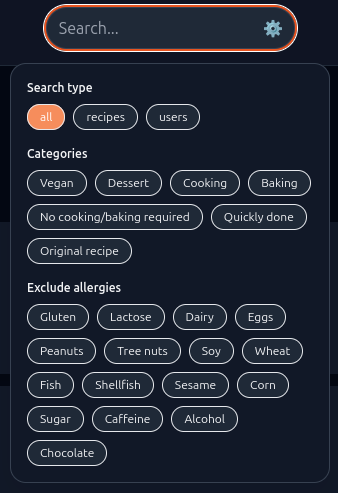 Search...
Search type
all recipes users
Categories
Vegan Dessert Cooking Baking
No cooking/baking required Quickly done
Original recipe
Exclude allergies
Gluten Lactose Dairy Eggs
Peanuts Tree nuts Soy Wheat
Fish Shellfish Sesame Corn
Sugar Caffeine Alcohol
Chocolate